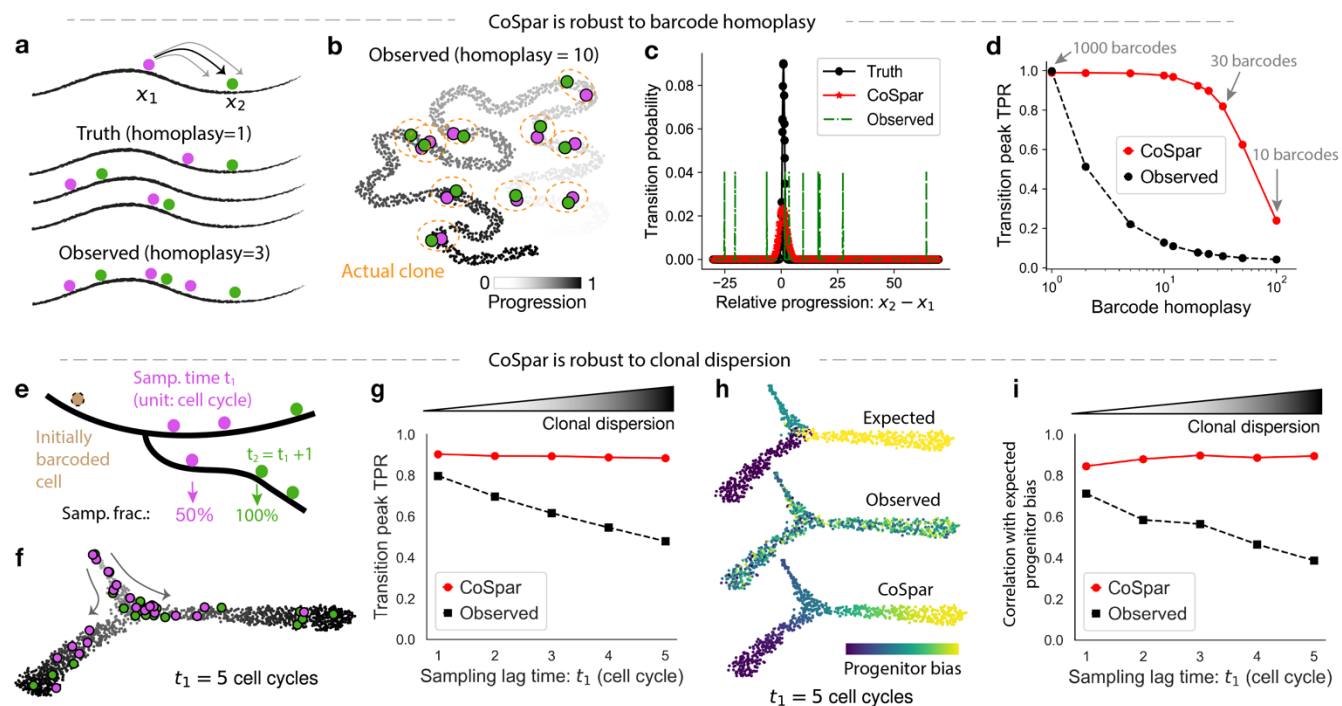 CoSpar is robust to barcode homoplasy
a
x₁
x₂
Truth (homoplasy=1)
Observed (homoplasy=3)
b
Observed (homoplasy = 10)
Actual clone
0
1
Progression
c
Transition probability
0.08
0.06
0.04
0.02
0.00
Truth
CoSpar
Observed
−25
0
25
50
Relative progression: x₂ − x₁
d
Transition peak TPR
1.0
0.8
0.6
0.4
0.2
0.0
1000 barcodes
30 barcodes
10 barcodes
CoSpar
Observed
10⁰
10¹
10²
Barcode homoplasy
CoSpar is robust to clonal dispersion
e
Samp. time t₁
(unit: cell cycle)
Initially
barcoded
cell
t₂ = t₁ +1
Samp. frac.:
50%
100%
f
t₁ = 5 cell cycles
g
Clonal dispersion
Transition peak TPR
1.0
0.8
0.6
0.4
0.2
0.0
CoSpar
Observed
1
2
3
4
5
Sampling lag time: t₁ (cell cycle)
h
Expected
Observed
CoSpar
Progenitor bias
t₁ = 5 cell cycles
i
Clonal dispersion
Correlation with expected
progenitor bias
1.0
0.8
0.6
0.4
0.2
0.0
CoSpar
Observed
1
2
3
4
5
Sampling lag time: t₁ (cell cycle)